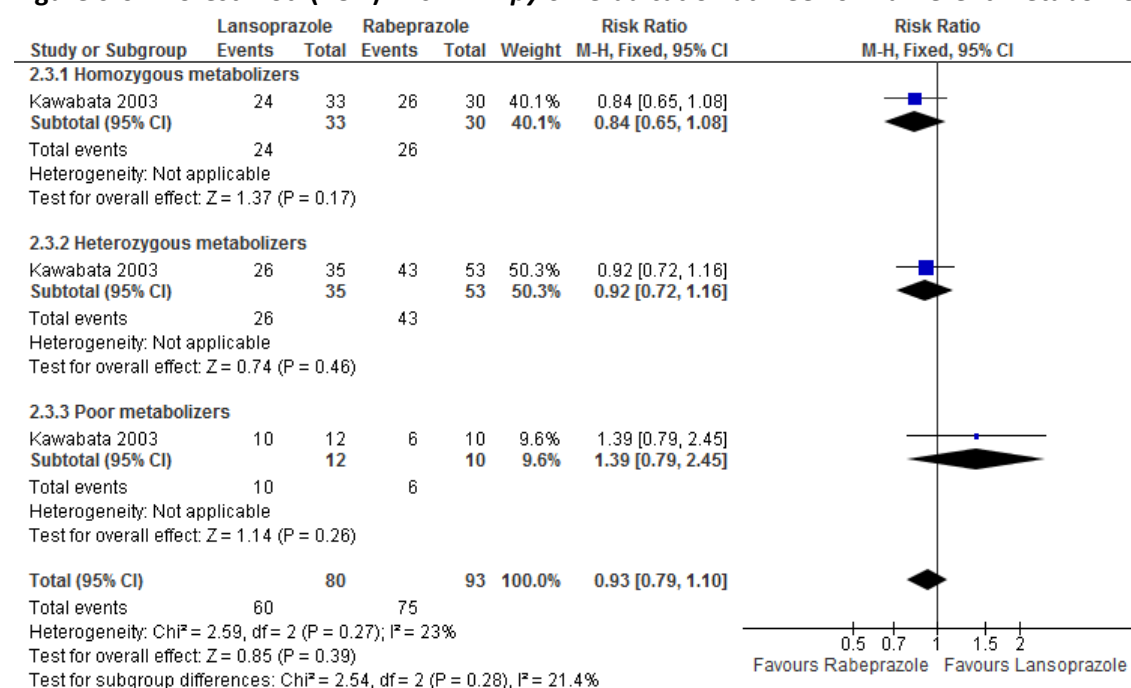 Lansoprazole Rabeprazole Risk Ratio Risk Ratio
Study or Subgroup Events Total Events Total Weight M-H, Fixed, 95% CI M-H, Fixed, 95% CI
2.3.1 Homozygous metabolizers
Kawabata 2003 24 33 26 30 40.1% 0.84 [0.65, 1.08]
Subtotal (95% CI) 33 30 40.1% 0.84 [0.65, 1.08]
Total events 24 26
Heterogeneity: Not applicable
Test for overall effect: Z = 1.37 (P = 0.17)
2.3.2 Heterozygous metabolizers
Kawabata 2003 26 35 43 53 50.3% 0.92 [0.72, 1.16]
Subtotal (95% CI) 35 53 50.3% 0.92 [0.72, 1.16]
Total events 26 43
Heterogeneity: Not applicable
Test for overall effect: Z = 0.74 (P = 0.46)
2.3.3 Poor metabolizers
Kawabata 2003 10 12 6 10 9.6% 1.39 [0.79, 2.45]
Subtotal (95% CI) 12 10 9.6% 1.39 [0.79, 2.45]
Total events 10 6
Heterogeneity: Not applicable
Test for overall effect: Z = 1.14 (P = 0.26)
Total (95% CI) 80 93 100.0% 0.93 [0.79, 1.10]
Total events 60 75
Heterogeneity: Chi² = 2.59, df = 2 (P = 0.27); I² = 23%
Test for overall effect: Z = 0.85 (P = 0.39)
Test for subgroup differences: Chi² = 2.54, df = 2 (P = 0.28), I² = 21.4%
0.5 0.7 1 1.5 2
Favours Rabeprazole Favours Lansoprazole